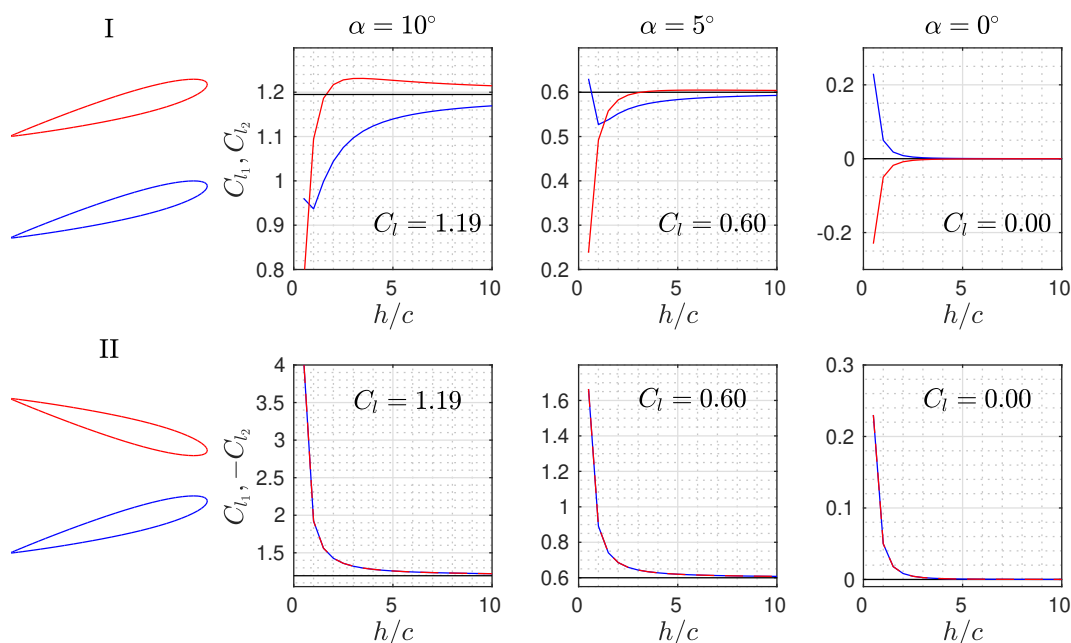 I
α = 10°
α = 5°
α = 0°
C_{l_1}, C_{l_2}
1.2
1.1
1
0.9
0.8
C_l = 1.19
0 5 10
h/c
0.6
0.5
0.4
0.3
0.2
C_l = 0.60
0 5 10
h/c
0.2
0
-0.2
C_l = 0.00
0 5 10
h/c
II
C_{l_1}, −C_{l_2}
4
3.5
3
2.5
2
1.5
C_l = 1.19
0 5 10
h/c
1.6
1.4
1.2
1
0.8
0.6
C_l = 0.60
0 5 10
h/c
0.3
0.2
0.1
0
C_l = 0.00
0 5 10
h/c